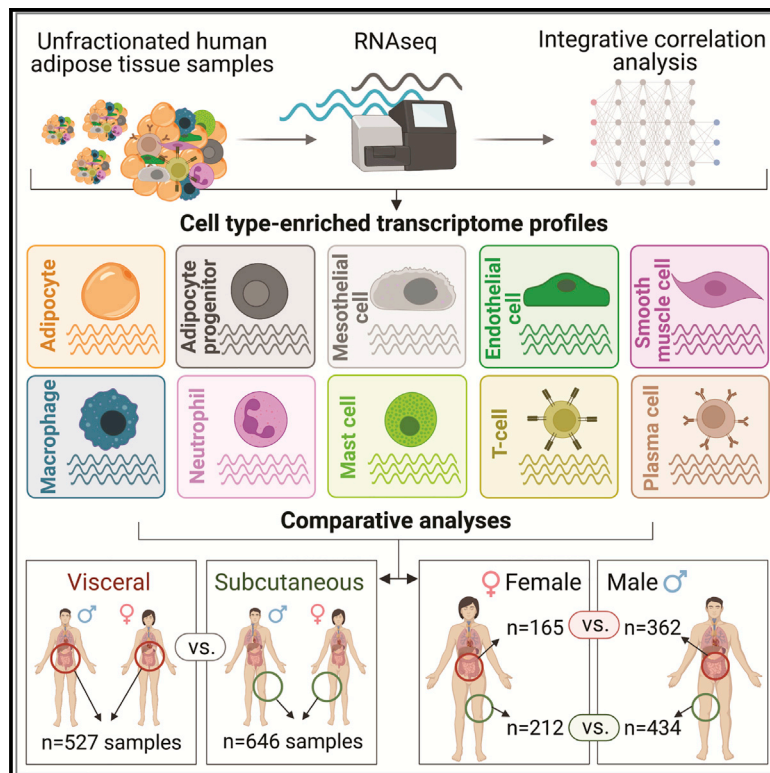 Unfractionated human
adipose tissue samples
RNAseq
Integrative correlation
analysis
Cell type-enriched transcriptome profiles
Adipocyte
Adipocyte
progenitor
Mesothelial
cell
Endothelial
cell
Smooth
muscle cell
Macrophage
Neutrophil
Mast cell
T-cell
Plasma cell
Comparative analyses
Visceral
♂ ♀
n=527 samples
vs.
Subcutaneous
♂ ♀
n=646 samples
♀ Female
Male ♂
n=165 vs. n=362
n=212 vs. n=434